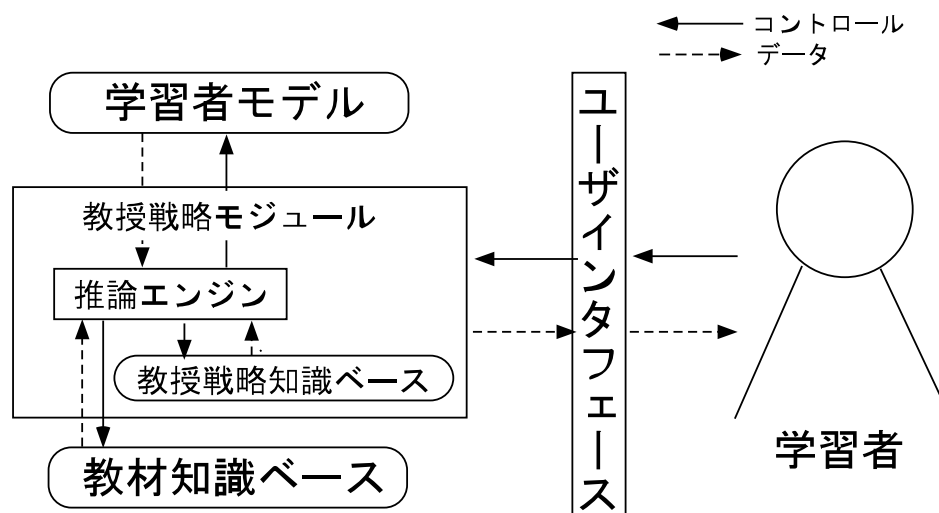 コントロール
データ
学習者モデル
教授戦略モジュール
推論エンジン
教授戦略知識ベース
教材知識ベース
ユーザインタフェース
学習者